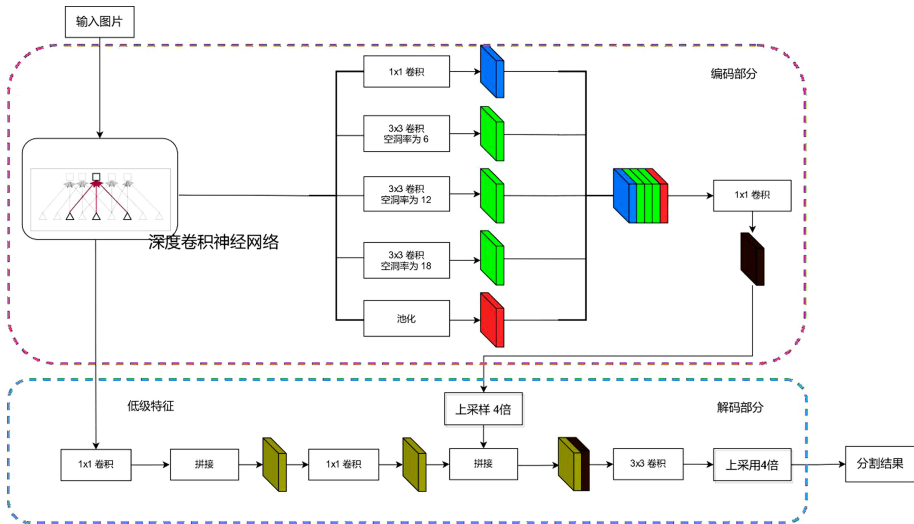 输入图片
编码部分
1x1 卷积
3x3 卷积
空洞率为 6
3x3 卷积
空洞率为 12
1x1 卷积
深度卷积神经网络
3x3 卷积
空洞率为 18
池化
低级特征
上采样 4倍
解码部分
1x1 卷积
拼接
1x1 卷积
拼接
3x3 卷积
上采用4倍
分割结果